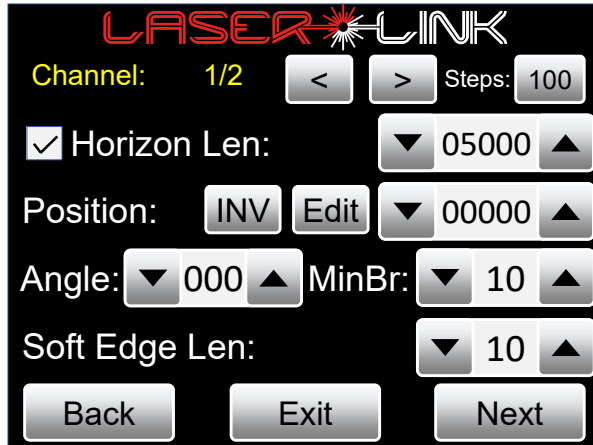 LASER LINK
Channel: 1/2 < > Steps: 100
Horizon Len: 05000
Position: INV Edit 00000
Angle: 000 MinBr: 10
Soft Edge Len: 10
Back Exit Next